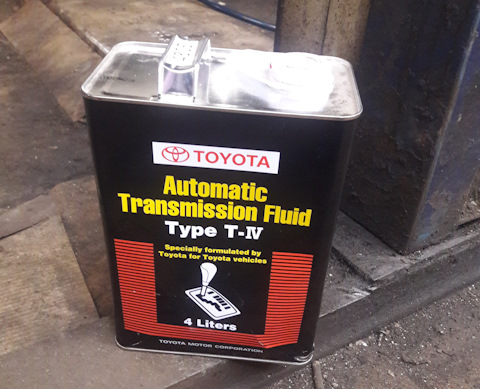 TOYOTA
Automatic
Transmission Fluid
Type T-IV
Specially formulated by
Toyota for Toyota vehicles
4 Liters
TOYOTA MOTOR CORPORATION